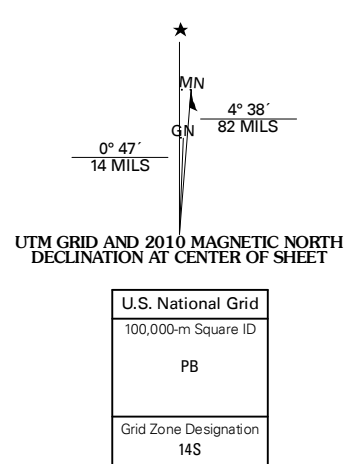 MN
4° 38´
82 MILS
GN
0° 47´
14 MILS
UTM GRID AND 2010 MAGNETIC NORTH
DECLINATION AT CENTER OF SHEET
U.S. National Grid
100,000-m Square ID
PB
Grid Zone Designation
14S